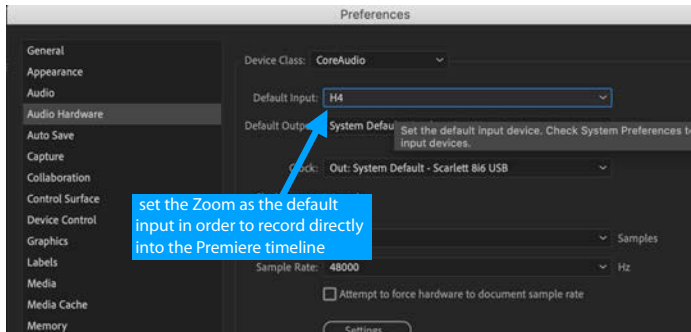 Preferences
General
Appearance
Audio
Audio Hardware
Auto Save
Capture
Collaboration
Control Surface
Device Control
Graphics
Labels
Media
Media Cache
Memory
Device Class: CoreAudio
Default Input: H4
Default Outp System Defau
Set the default input device. Check System Preferences
input devices.
Clock: Out: System Default - Scarlett 8i6 USB
set the Zoom as the default
input in order to record directly
into the Premiere timeline
Samples
Sample Rate: 48000 Hz
Attempt to force hardware to document sample rate
Settings